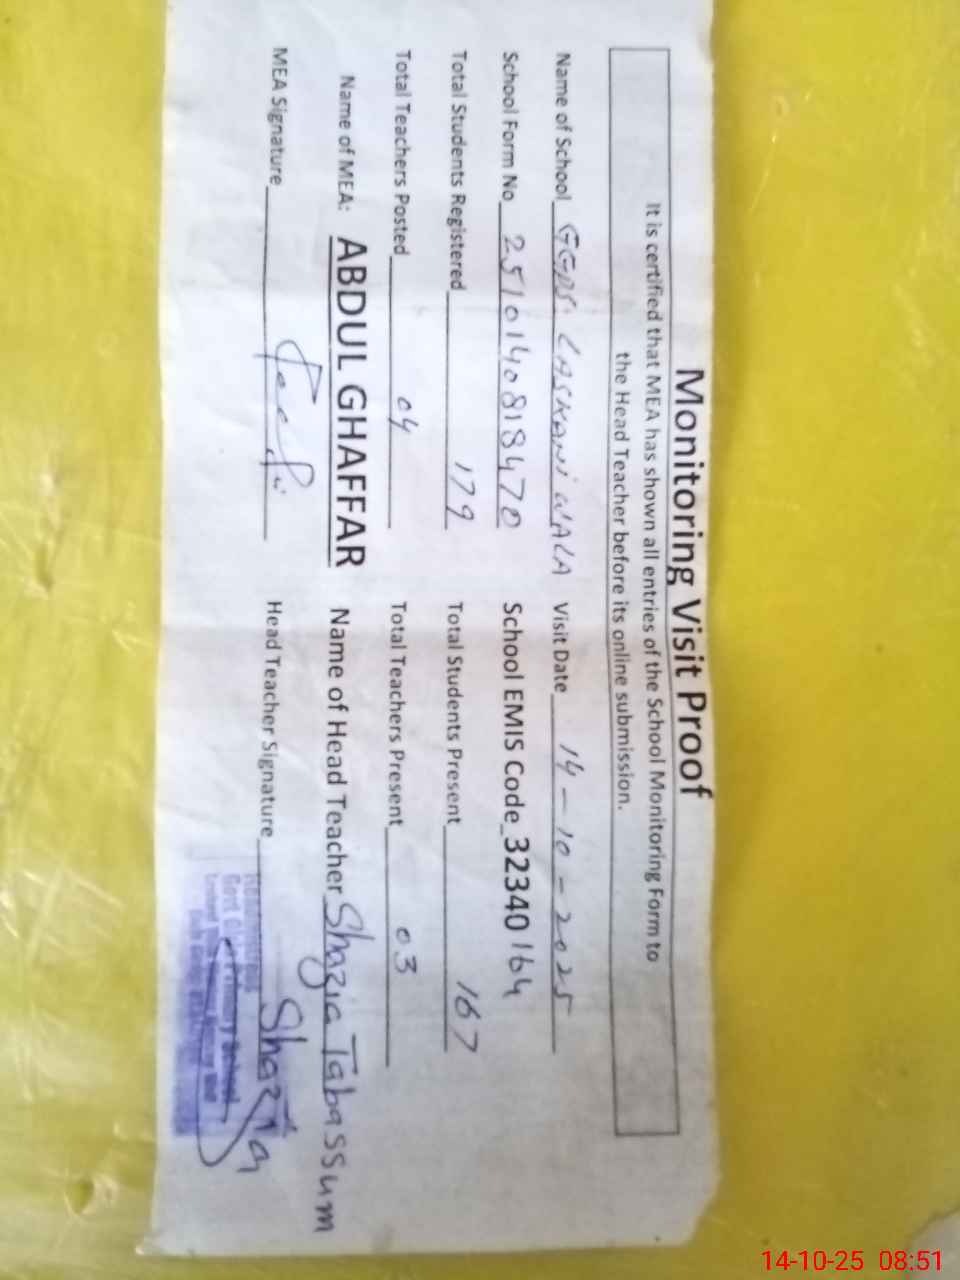 Monitoring Visit Proof
It is certified that MEA has shown all entries of the School Monitoring Form to
the Head Teacher before its online submission.
Name of School GGPS LASKANI WALA Visit Date 14-10-2025
School Form No 2510140818470 School EMIS Code 32340164
Total Students Registered 179 Total Students Present 167
Total Teachers Posted 04 Total Teachers Present 03
Name of MEA: ABDUL GHAFFAR Name of Head Teacher Shazia Tabassum
MEA Signature Head Teacher Signature Shazia
Primary School
14-10-25 08:51